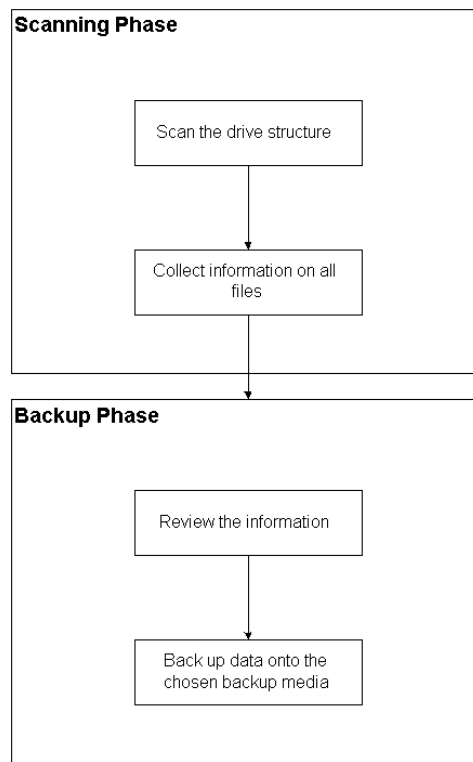 Scanning Phase
Scan the drive structure
Collect information on all
files
Backup Phase
Review the information
Back up data onto the
chosen backup media